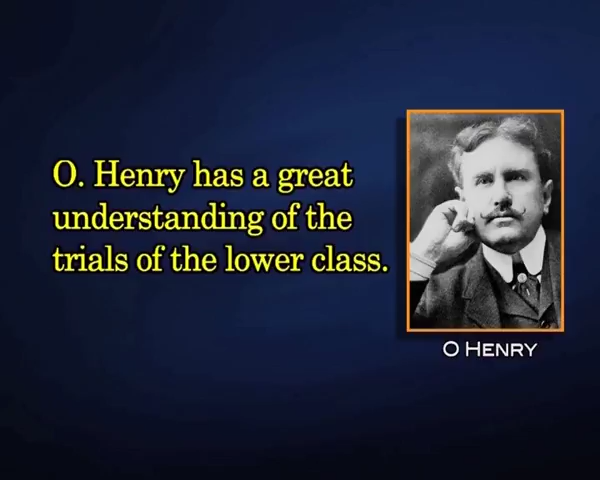 O. Henry has a great
understanding of the
trials of the lower class.
O HENRY